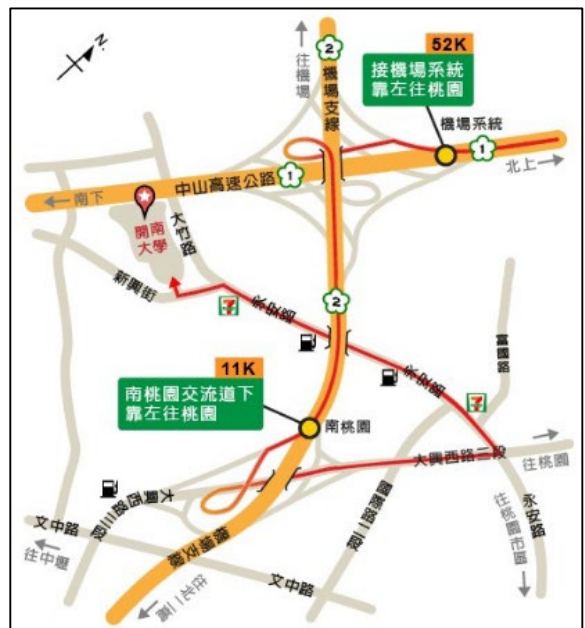 N.
往機場
2
機場支線
52K
接機場系統
靠左往桃園
機場系統
1
北上
中山高速公路
1
南下
開南
大學
大竹路
新興街
7
永安路
2
富國路
11K
南桃園交流道下
靠左往桃園
永安路
7
南桃園
大興西路二段
往桃園
大興西路三段
國際路一段
往桃園市區
永安路
文中路
往中壢
機場支線
文中路
往北二高